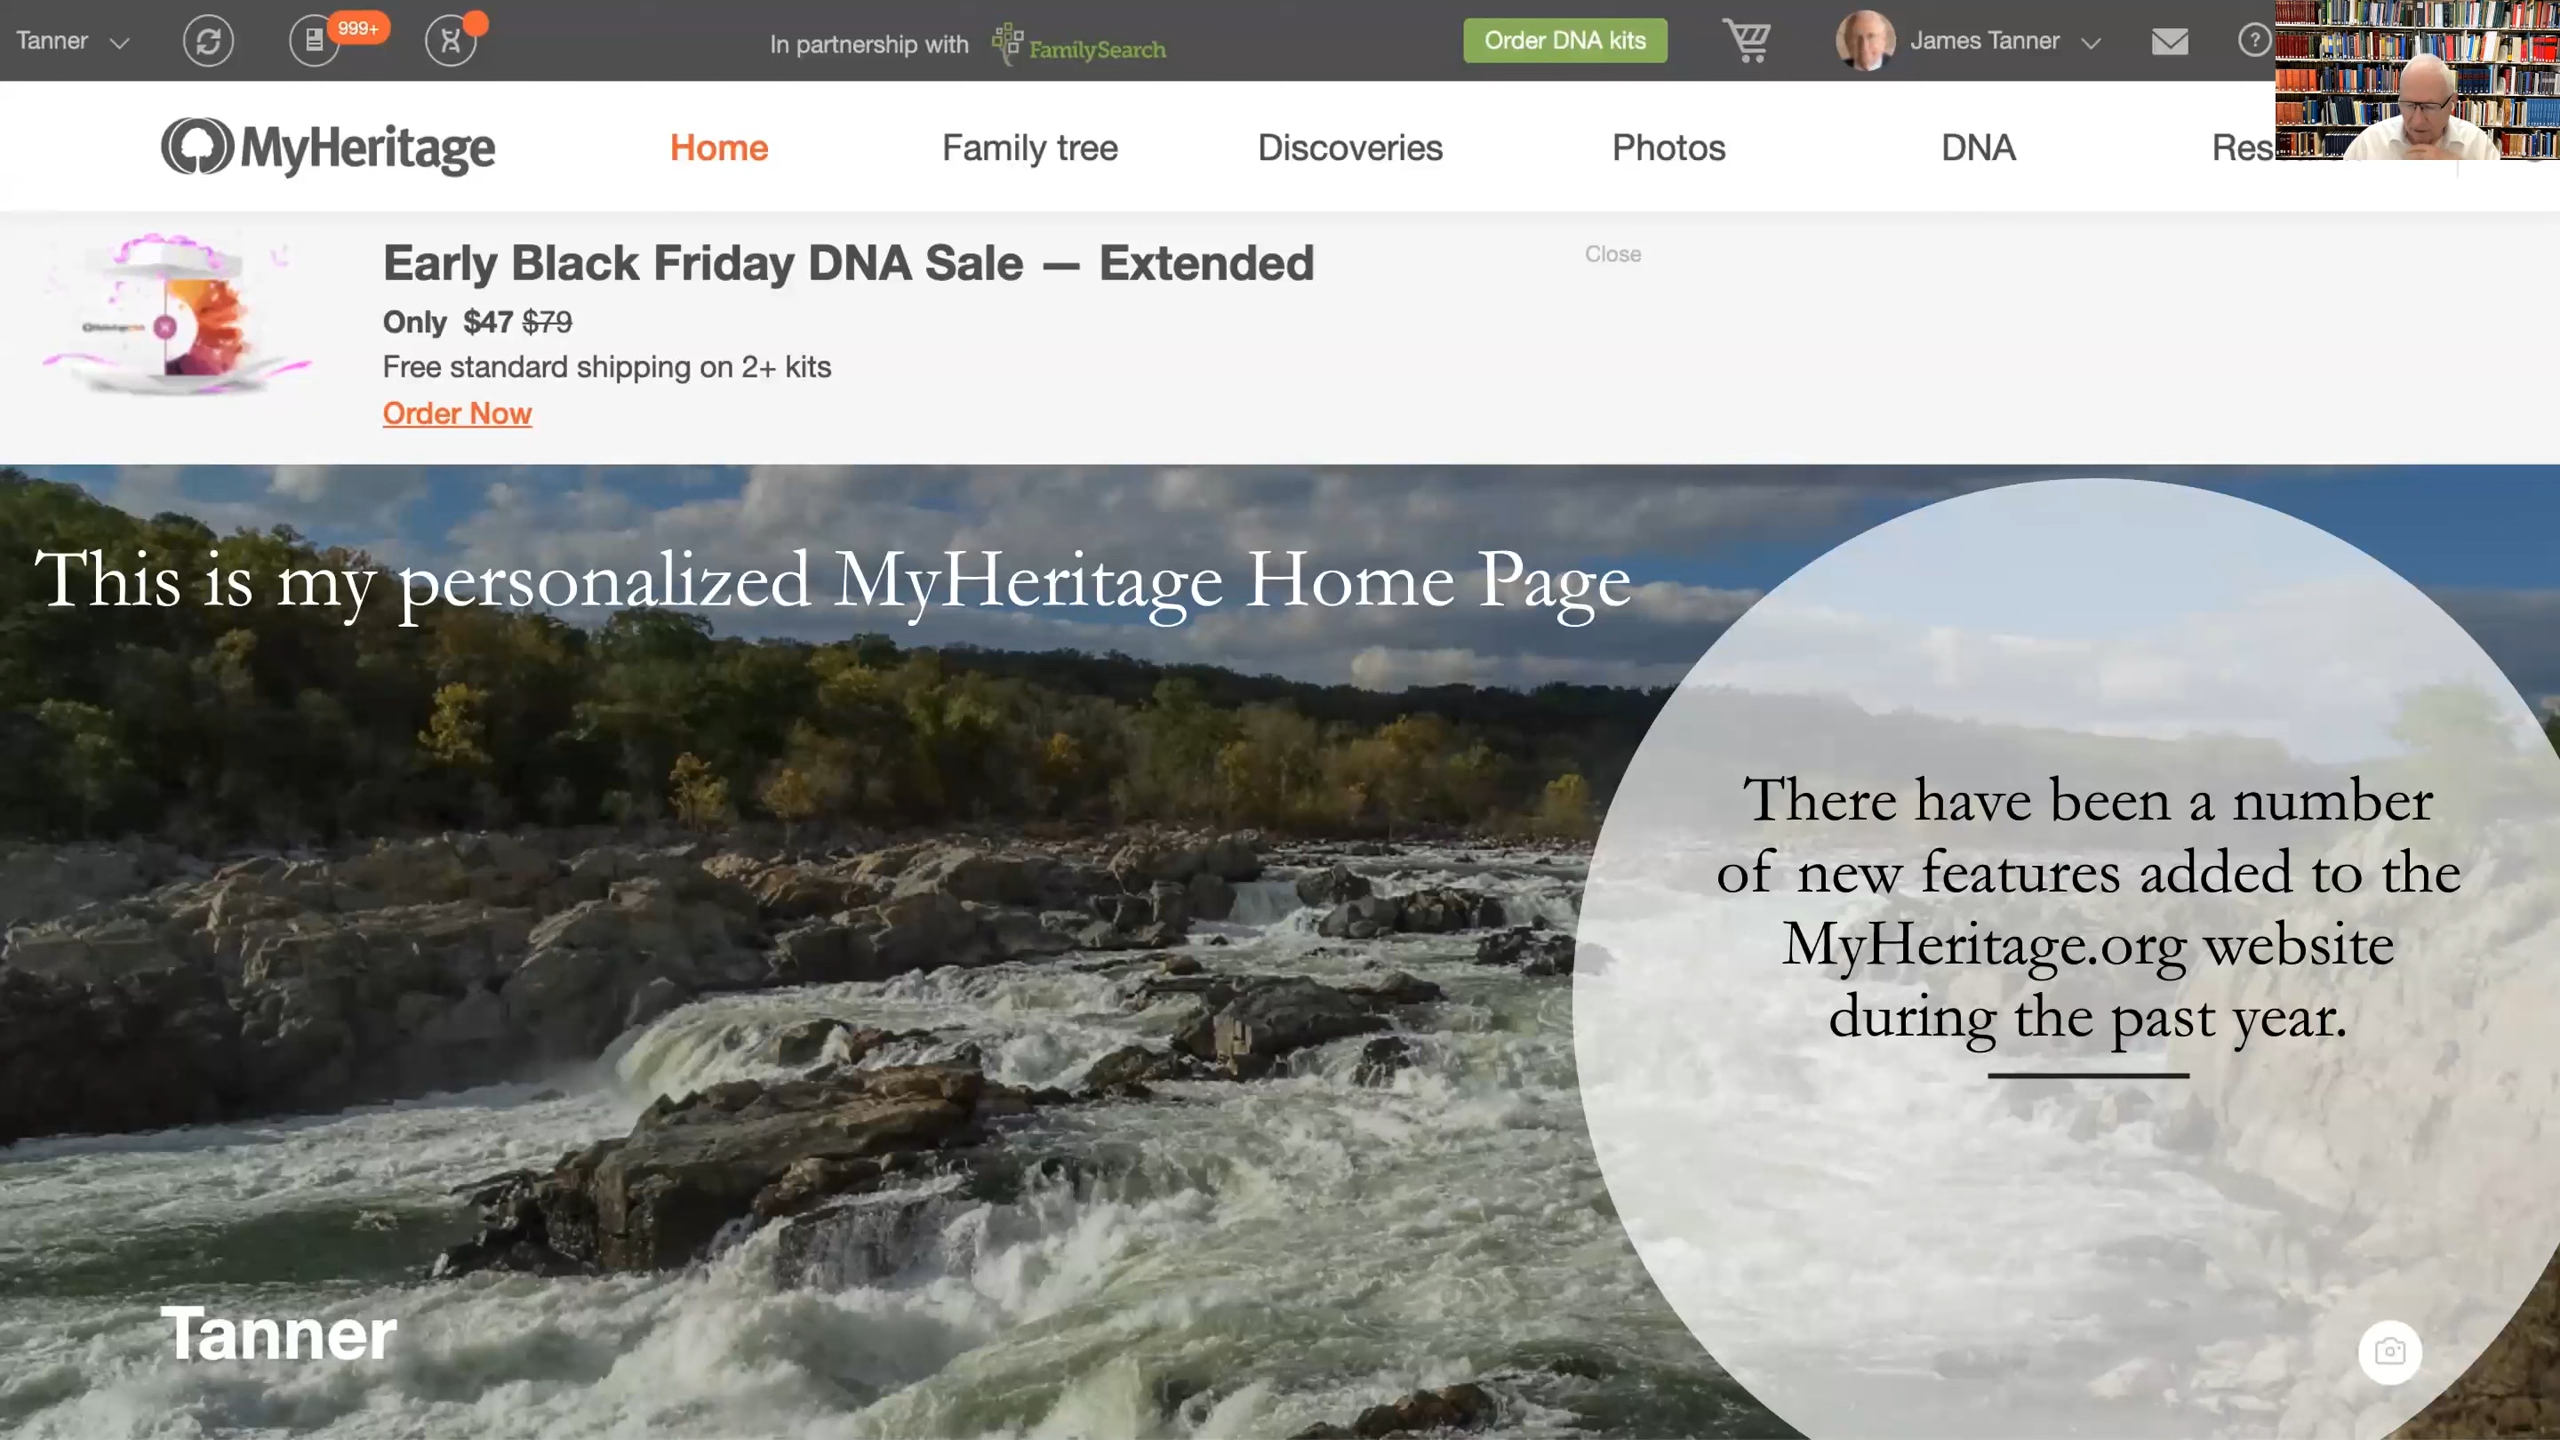 Tanner
999+
In partnership with FamilySearch
Order DNA kits
James Tanner
?
MyHeritage
Home
Family tree
Discoveries
Photos
DNA
Res
Early Black Friday DNA Sale — Extended
Close
Only $47 $79
Free standard shipping on 2+ kits
Order Now
This is my personalized MyHeritage Home Page
There have been a number
of new features added to the
MyHeritage.org website
during the past year.
Tanner